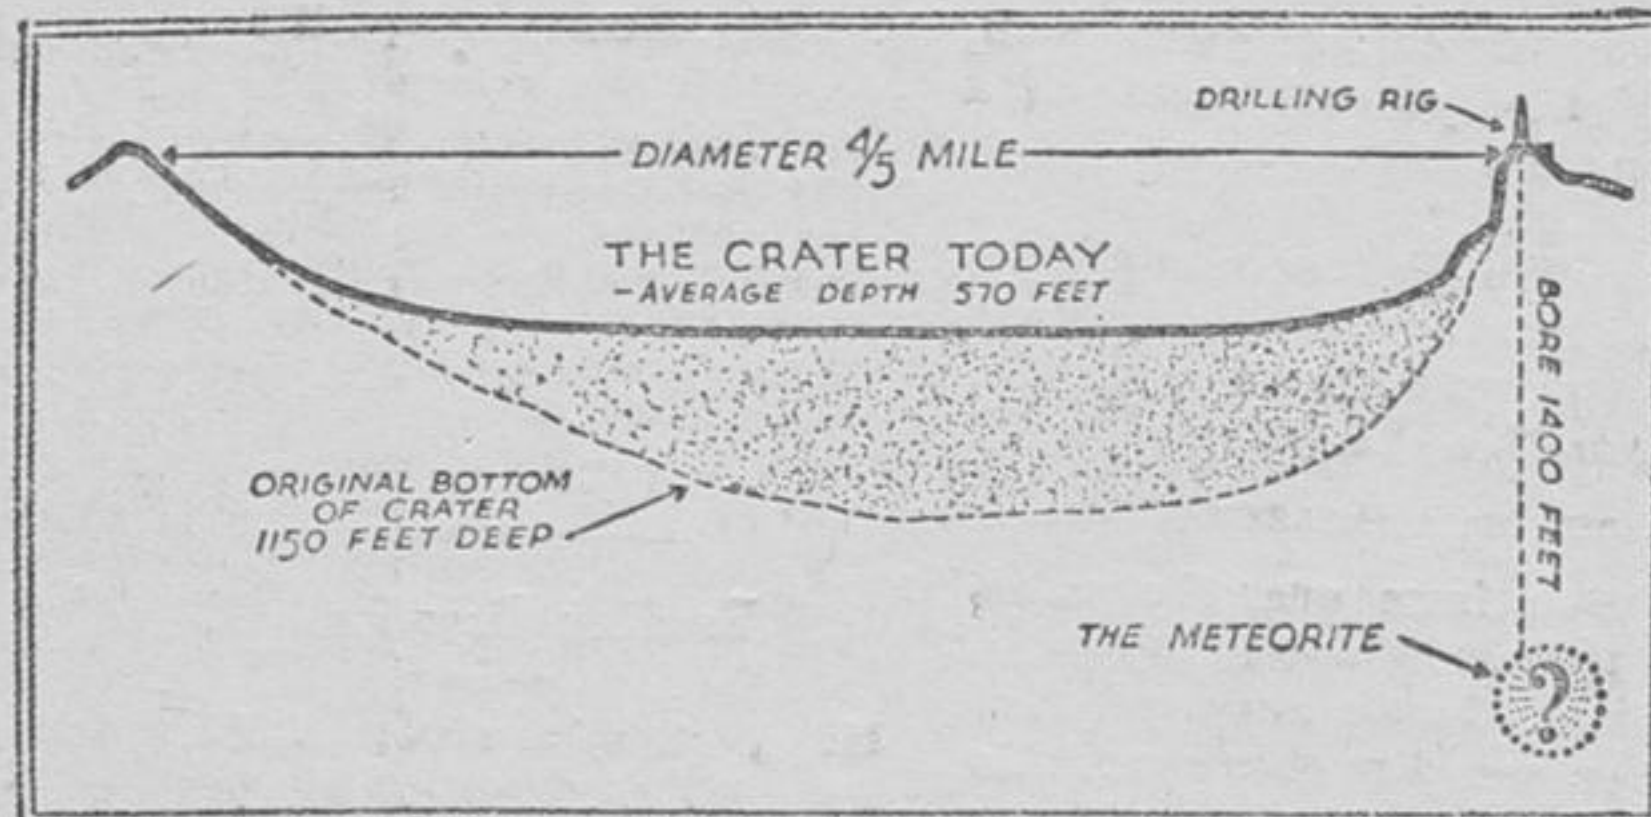 DRILLING RIG
DIAMETER 4/5 MILE
THE CRATER TODAY
-AVERAGE DEPTH 570 FEET
BORE 1400 FEET
ORIGINAL BOTTOM
OF CRATER
1150 FEET DEEP
THE METEORITE
?